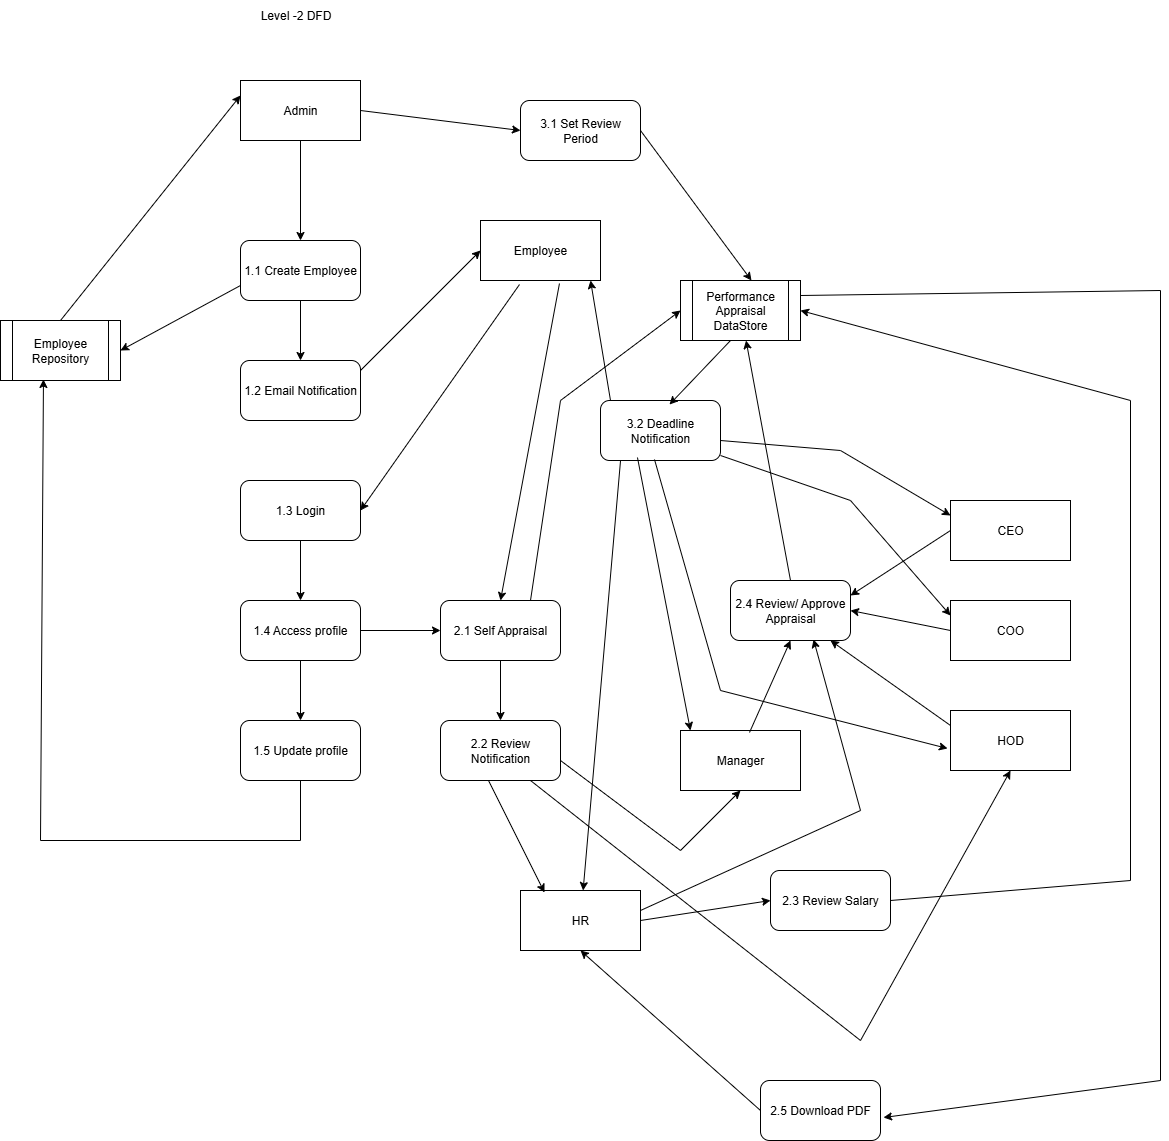 Level -2 DFD
Admin
3.1 Set Review
Period
Employee
1.1 Create Employee
Performance
Appraisal
DataStore
Employee
Repository
1.2 Email Notification
3.2 Deadline
Notification
1.3 Login
CEO
1.4 Access profile
2.1 Self Appraisal
2.4 Review/ Approve
Appraisal
COO
1.5 Update profile
2.2 Review
Notification
Manager
HOD
HR
2.3 Review Salary
2.5 Download PDF